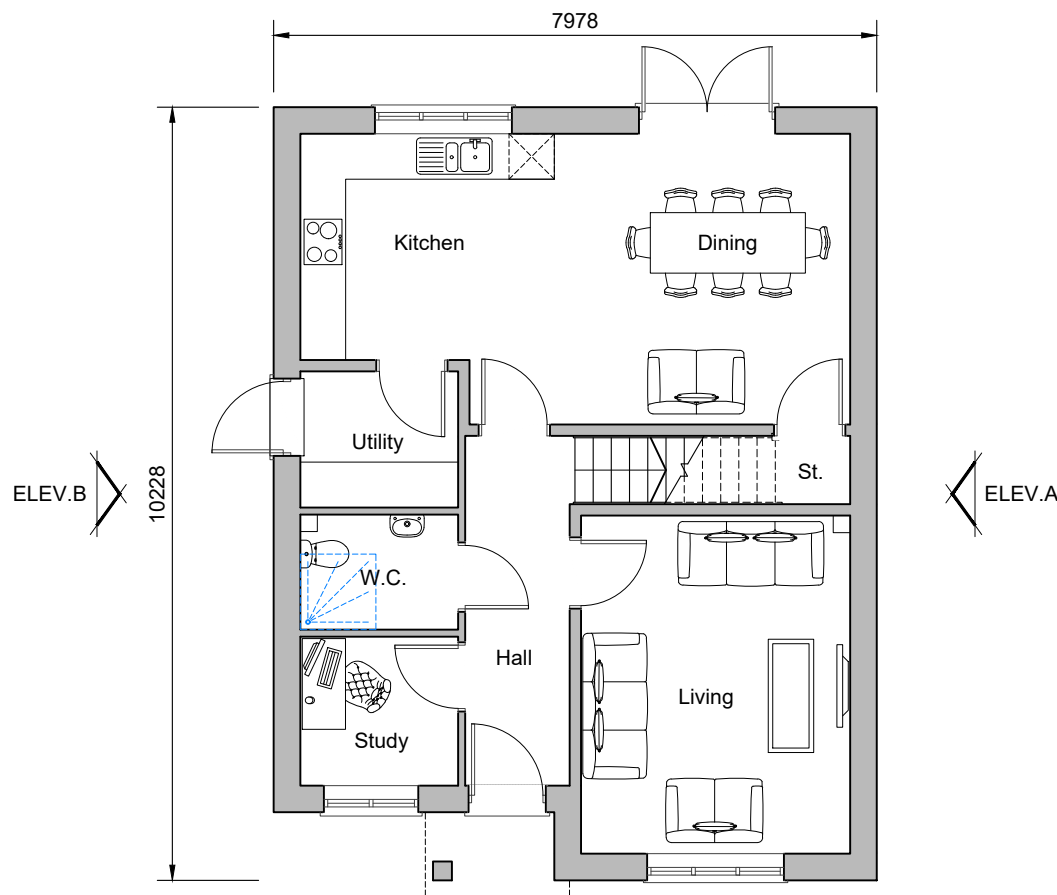 7978
Kitchen
Dining
Utility
St.
ELEV.B
10228
ELEV.A
W.C.
Hall
Living
Study